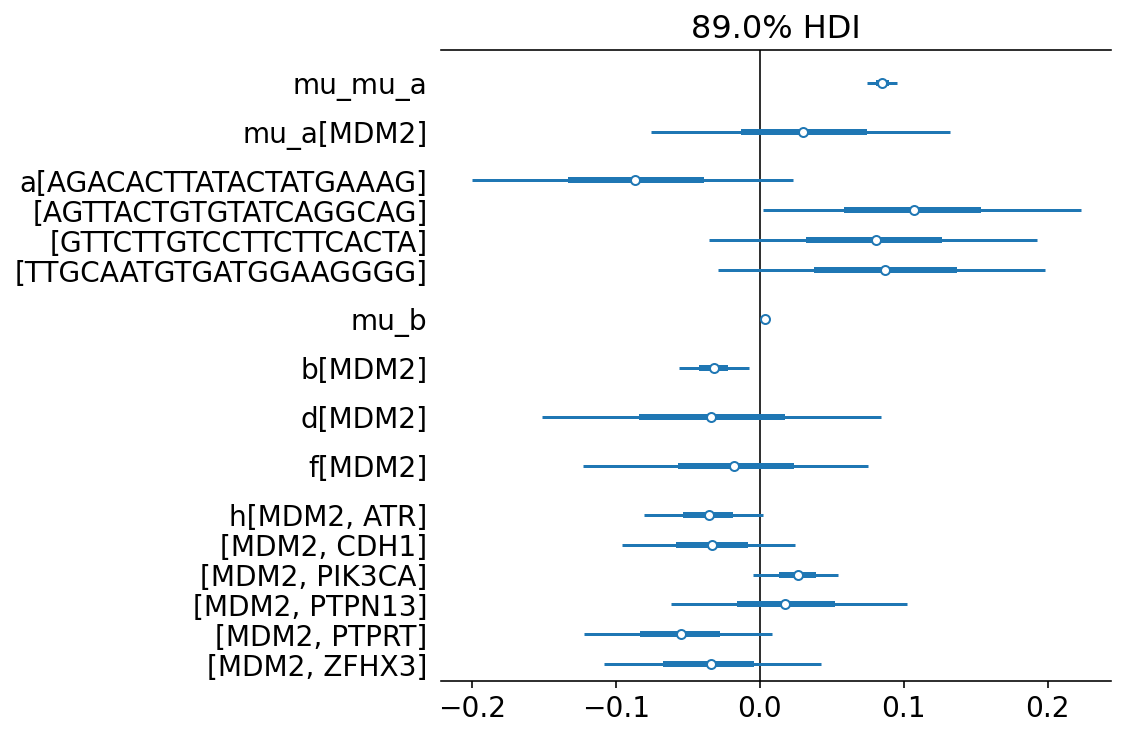 89.0% HDI
mu_mu_a
mu_a[MDM2]
a[AGACACTTATACTATGAAAG]
[AGTTACTGTGTATCAGGCAG]
[GTTCTTGTCCTTCTTCACTA]
[TTGCAATGTGATGGAAGGGG]
mu_b
b[MDM2]
d[MDM2]
f[MDM2]
h[MDM2, ATR]
[MDM2, CDH1]
[MDM2, PIK3CA]
[MDM2, PTPN13]
[MDM2, PTPRT]
[MDM2, ZFHX3]
−0.2 −0.1 0.0 0.1 0.2